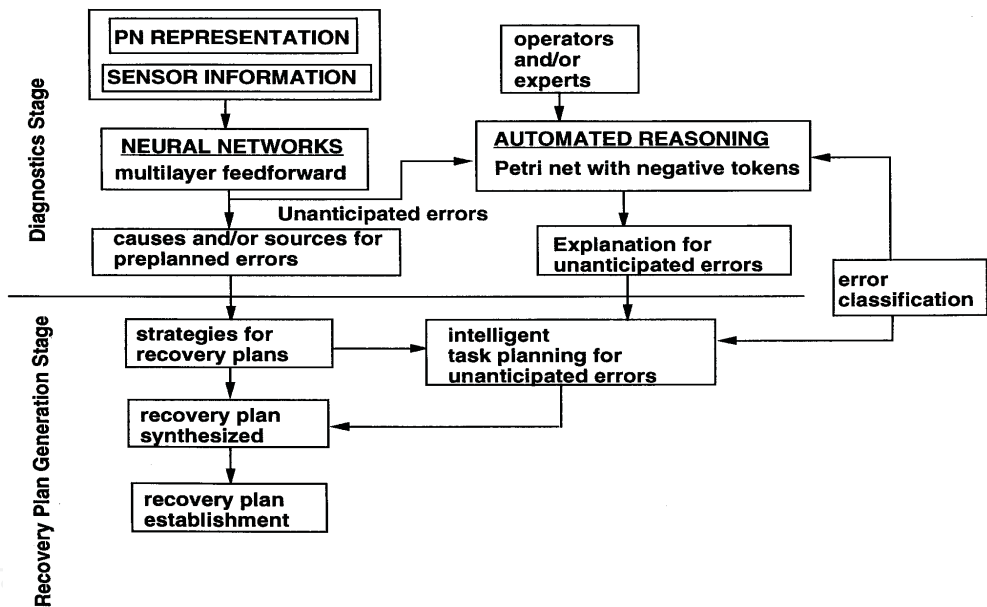 PN REPRESENTATION
SENSOR INFORMATION
operators
and/or
experts
Diagnostics Stage
NEURAL NETWORKS
multilayer feedforward
AUTOMATED REASONING
Petri net with negative tokens
Unanticipated errors
causes and/or sources for
preplanned errors
Explanation for
unanticipated errors
error
classification
Recovery Plan Generation Stage
strategies for
recovery plans
intelligent
task planning for
unanticipated errors
recovery plan
synthesized
recovery plan
establishment